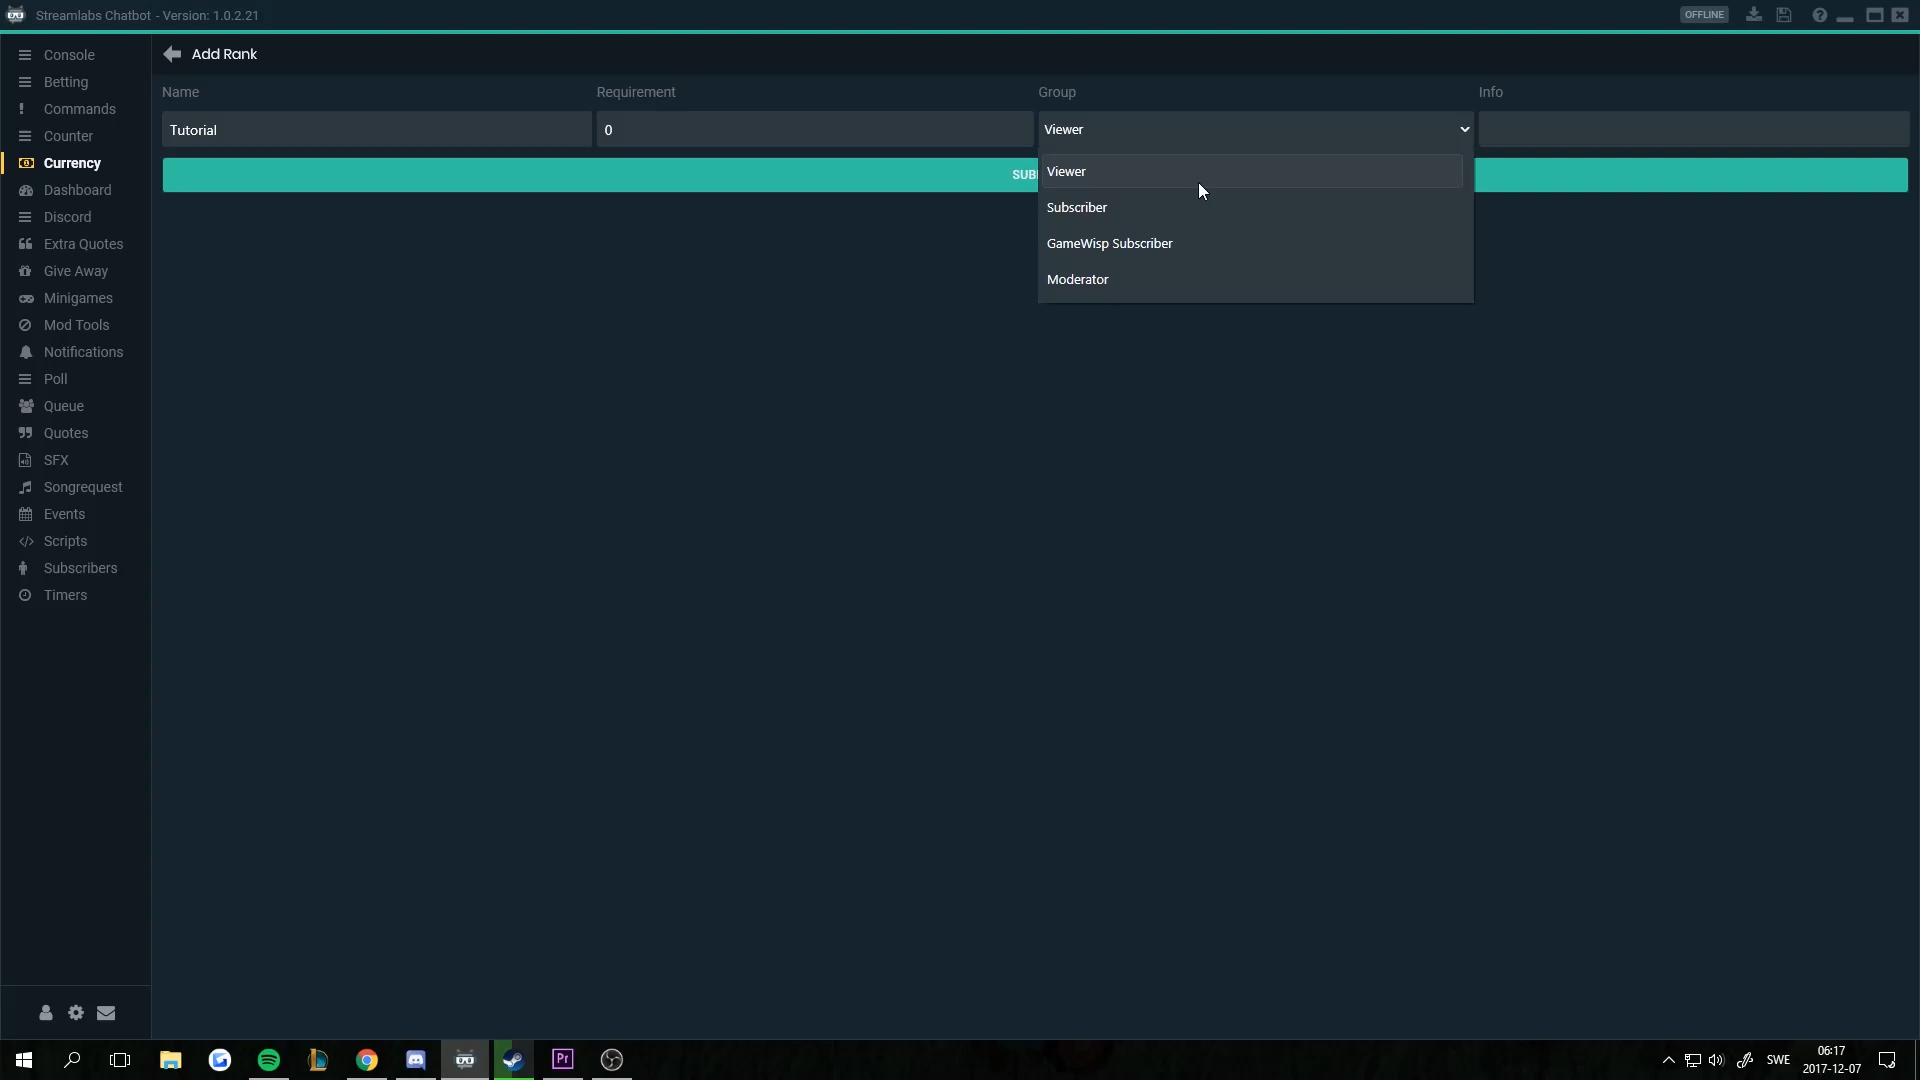 Streamlabs Chatbot - Version: 1.0.2.21
OFFLINE
Console
Betting
Commands
Counter
Currency
Dashboard
Discord
Extra Quotes
Give Away
Minigames
Mod Tools
Notifications
Poll
Queue
Quotes
SFX
Songrequest
Events
Scripts
Subscribers
Timers
Add Rank
Name Requirement Group Info
Tutorial 0 Viewer
SUB
Viewer
Subscriber
GameWisp Subscriber
Moderator
Pr
SWE
06:17
2017-12-07